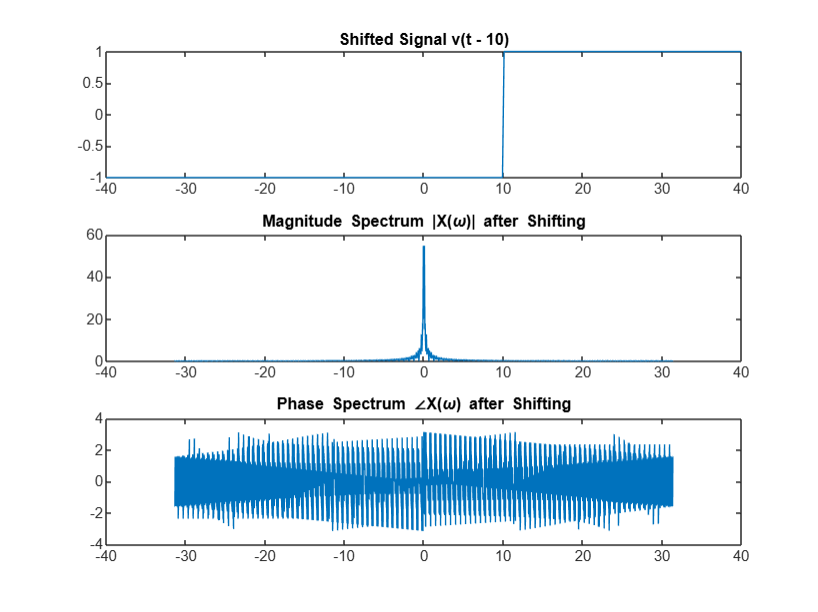 Shifted Signal v(t - 10)
1
0.5
0
-0.5
-1
-40 -30 -20 -10 0 10 20 30 40
Magnitude Spectrum |X(ω)| after Shifting
60
40
20
0
-40 -30 -20 -10 0 10 20 30 40
Phase Spectrum ∠X(ω) after Shifting
4
2
0
-2
-4
-40 -30 -20 -10 0 10 20 30 40